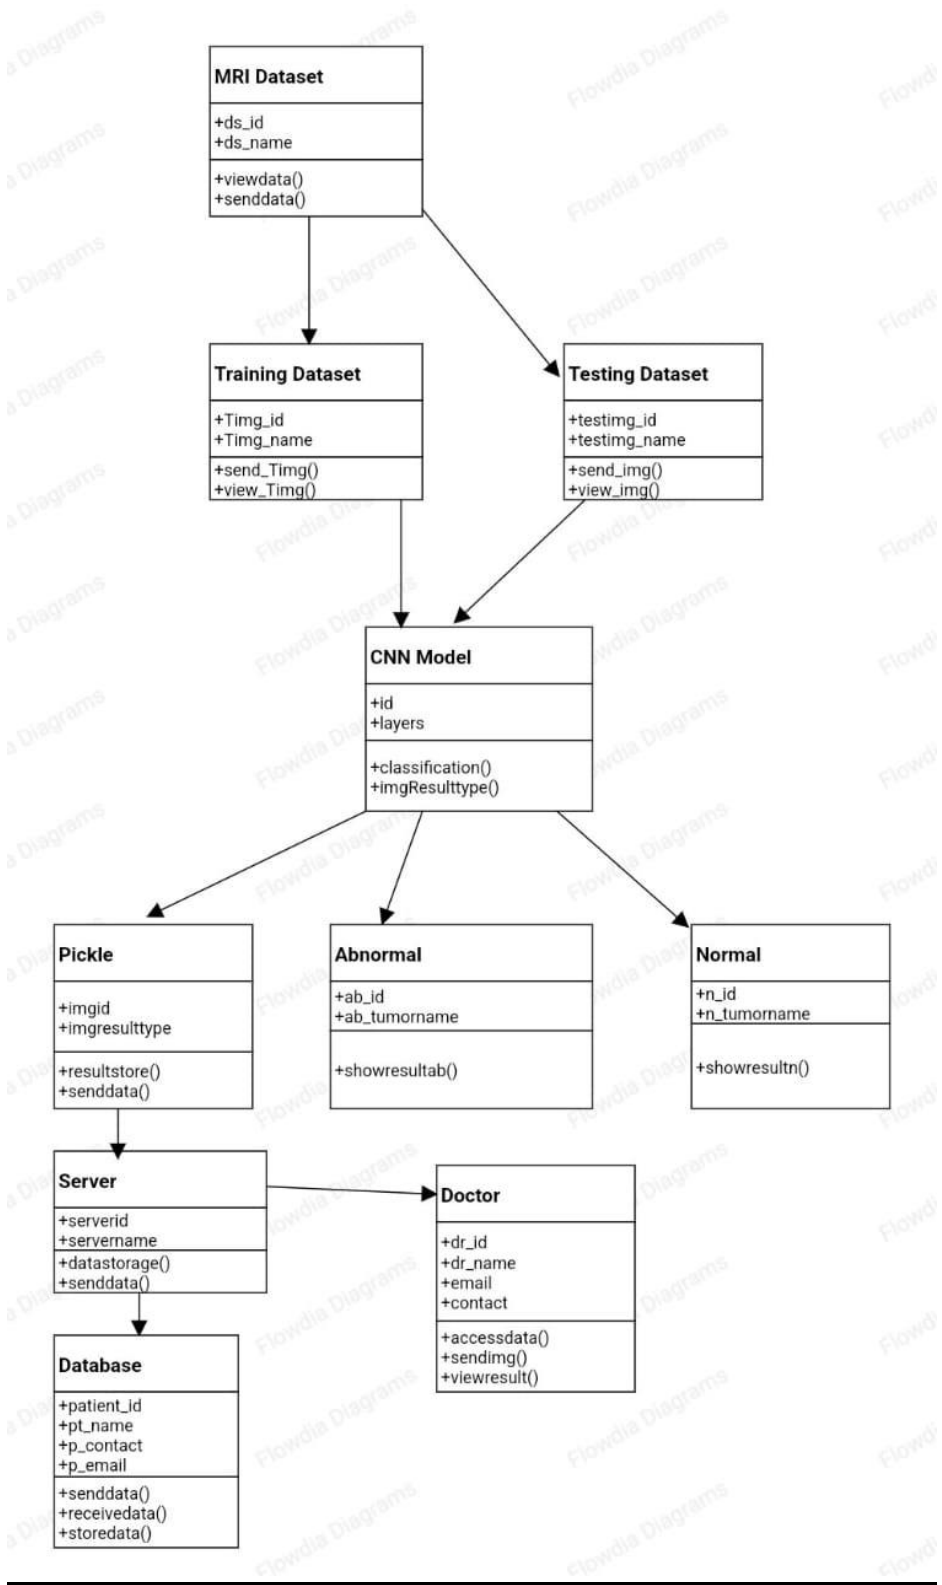 MRI Dataset
+ds_id
+ds_name
+viewdata()
+senddata()
Training Dataset
+Timg_id
+Timg_name
+send_Timg()
+view_Timg()
Testing Dataset
+testimg_id
+testimg_name
+send_img()
+view_img()
CNN Model
+id
+layers
+classification()
+imgResulttype()
Pickle
+imgid
+imgresulttype
+resultstore()
+senddata()
Abnormal
+ab_id
+ab_tumorname
+showresultab()
Normal
+n_id
+n_tumorname
+showresultn()
Server
+serverid
+servername
+datastorage()
+senddata()
Doctor
+dr_id
+dr_name
+email
+contact
+accessdata()
+sendimg()
+viewresult()
Database
+patient_id
+pt_name
+p_contact
+p_email
+senddata()
+receivedata()
+storedata()
Flowdia Diagrams